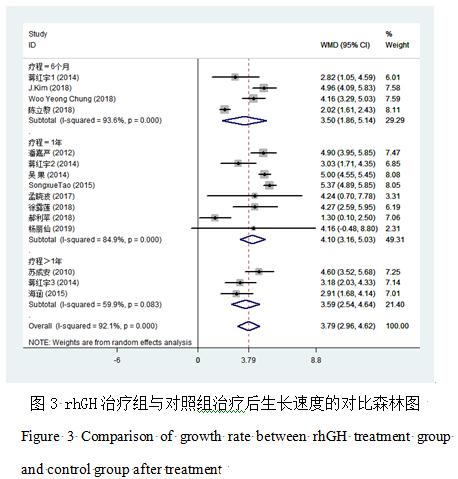 Study %
ID WMD (95% CI) Weight
疗程=6个月
蒋红宇1 (2014) 2.82 (1.05, 4.59) 6.01
J.Kim (2018) 4.96 (4.09, 5.83) 7.58
Woo Yeong Chung (2018) 4.16 (3.29, 5.03) 7.59
陈立黎 (2018) 2.02 (1.61, 2.43) 8.11
Subtotal (I-squared = 93.6%, p = 0.000) 3.50 (1.86, 5.14) 29.29
.
疗程=1年
潘嘉严 (2012) 4.90 (3.95, 5.85) 7.47
蒋红宇2 (2014) 3.03 (1.71, 4.35) 6.85
吴果 (2014) 5.00 (4.55, 5.45) 8.08
SongxueTao (2015) 5.37 (4.89, 5.85) 8.05
孟晓波 (2017) 4.24 (0.70, 7.78) 3.31
徐露莲 (2018) 4.27 (2.59, 5.95) 6.19
郝利苹 (2018) 1.30 (0.10, 2.50) 7.06
杨丽仙 (2019) 4.16 (-0.48, 8.80) 2.31
Subtotal (I-squared = 84.9%, p = 0.000) 4.10 (3.16, 5.03) 49.31
.
疗程>1年
苏成安 (2010) 4.60 (3.52, 5.68) 7.25
蒋红宇3 (2014) 3.18 (2.03, 4.33) 7.14
海涵 (2015) 2.91 (1.68, 4.14) 7.01
Subtotal (I-squared = 59.9%, p = 0.083) 3.59 (2.54, 4.64) 21.40
.
Overall (I-squared = 92.1%, p = 0.000) 3.79 (2.96, 4.62) 100.00
NOTE: Weights are from random effects analysis
-6 0 3.79 8.8
图 3 rhGH 治疗组与对照组治疗后生长速度的对比森林图
Figure 3 Comparison of growth rate between rhGH treatment group
and control group after treatment